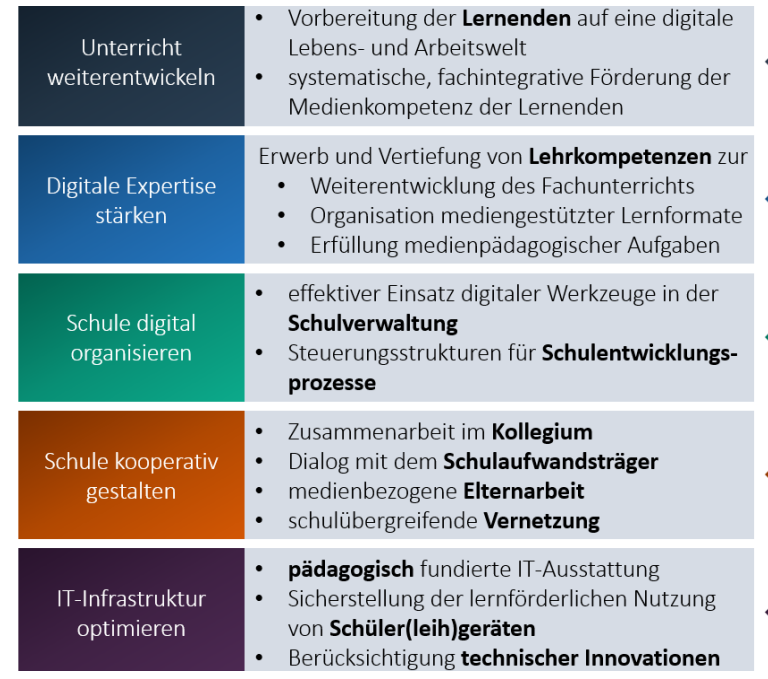 Unterricht
weiterentwickeln
• Vorbereitung der Lernenden auf eine digitale
Lebens- und Arbeitswelt
• systematische, fachintegrative Förderung der
Medienkompetenz der Lernenden
Digitale Expertise
stärken
Erwerb und Vertiefung von Lehrkompetenzen zur
• Weiterentwicklung des Fachunterrichts
• Organisation mediengestützter Lernformate
• Erfüllung medienpädagogischer Aufgaben
Schule digital
organisieren
• effektiver Einsatz digitaler Werkzeuge in der
Schulverwaltung
• Steuerungsstrukturen für Schulentwicklungs-
prozesse
Schule kooperativ
gestalten
• Zusammenarbeit im Kollegium
• Dialog mit dem Schulaufwandsträger
• medienbezogene Elternarbeit
• schulübergreifende Vernetzung
IT-Infrastruktur
optimieren
• pädagogisch fundierte IT-Ausstattung
• Sicherstellung der lernförderlichen Nutzung
von Schüler(leih)geräten
• Berücksichtigung technischer Innovationen